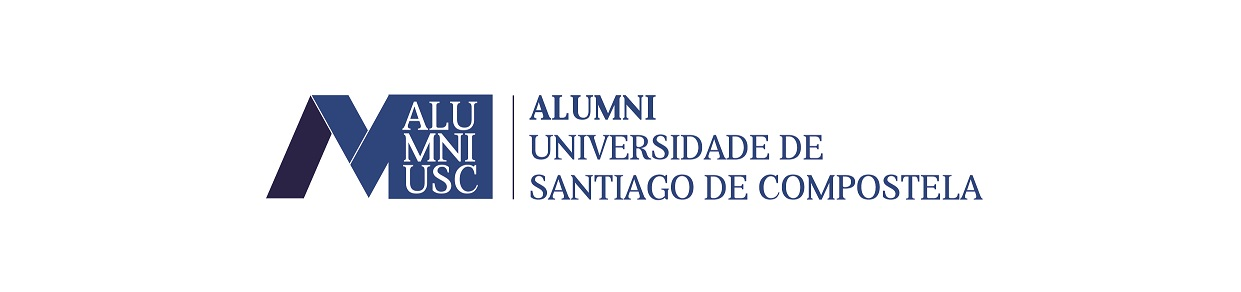 ALU
MNI
USC
ALUMNI
UNIVERSIDADE DE
SANTIAGO DE COMPOSTELA